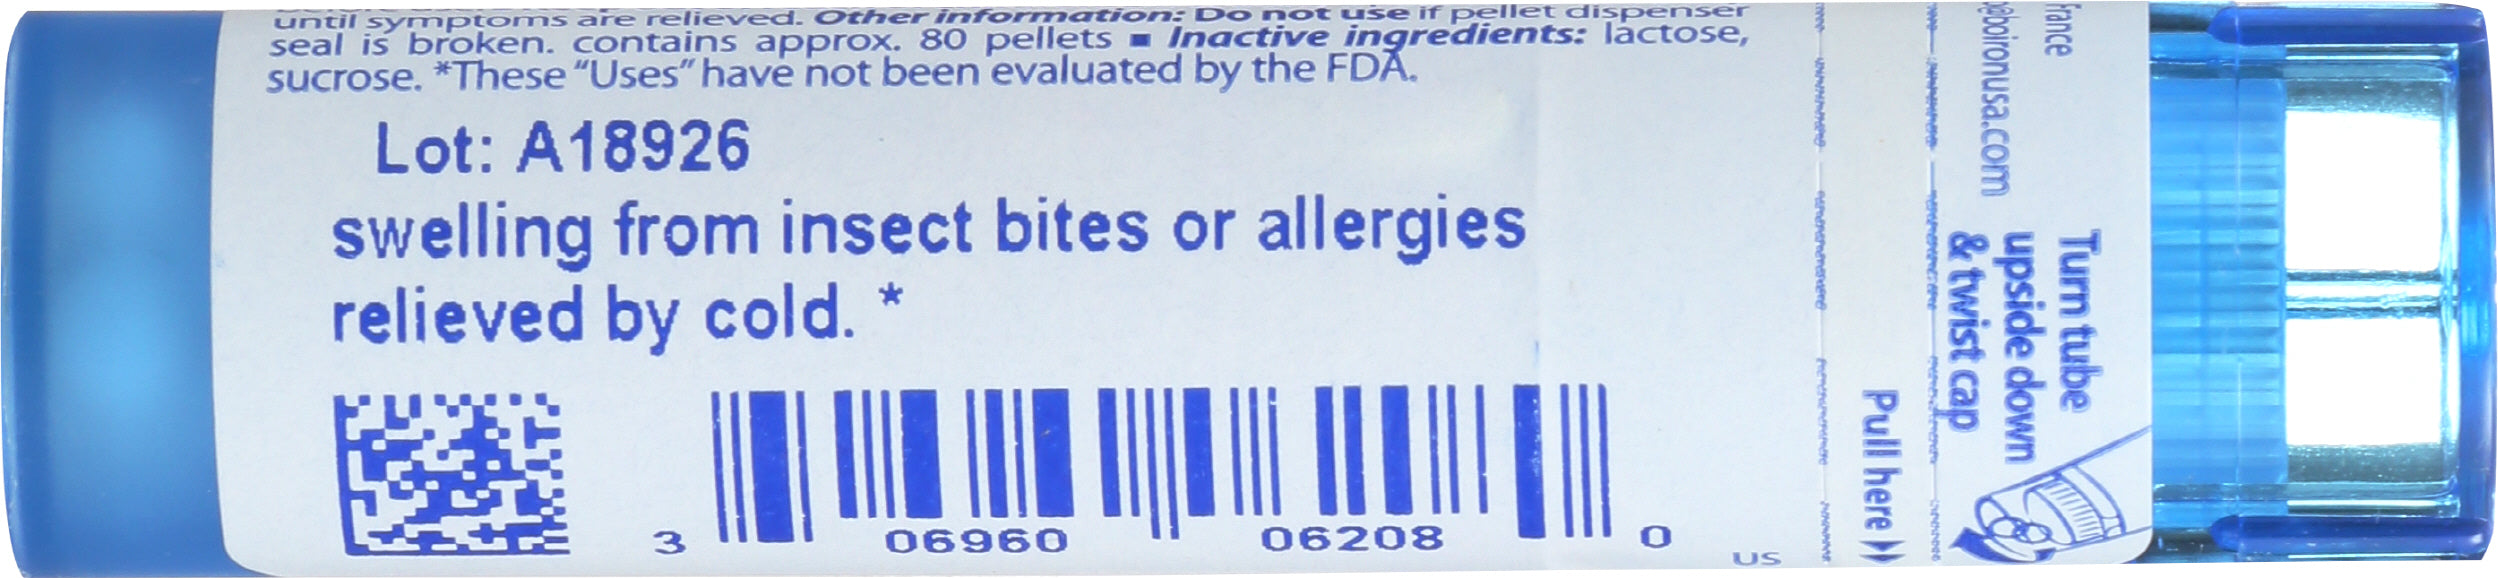 until symptoms are relieved. Other information: Do not use if pellet dispenser
seal is broken. contains approx. 80 pellets ■ Inactive ingredients: lactose,
sucrose. *These “Uses” have not been evaluated by the FDA.
Lot: A18926
swelling from insect bites or allergies
relieved by cold. *
3 06960 06208 0
US
Pull here
france
@boironusa.com
Turn tube
upside down
& twist cap